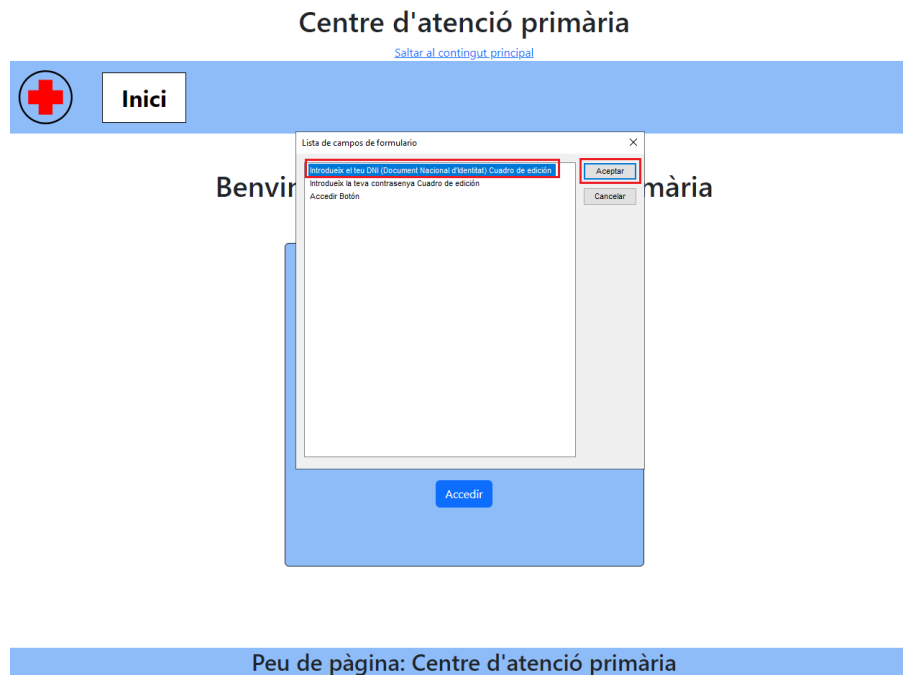 Centre d'atenció primària
Saltar al contingut principal
Inici
Lista de campos de formulario
Introdueix el teu DNI (Document Nacional d'Identitat) Cuadro de edición
Aceptar
Introdueix la teva contrasenya Cuadro de edición
Accedir Botón
Cancelar
Benvi
mària
Accedir
Peu de pàgina: Centre d'atenció primària